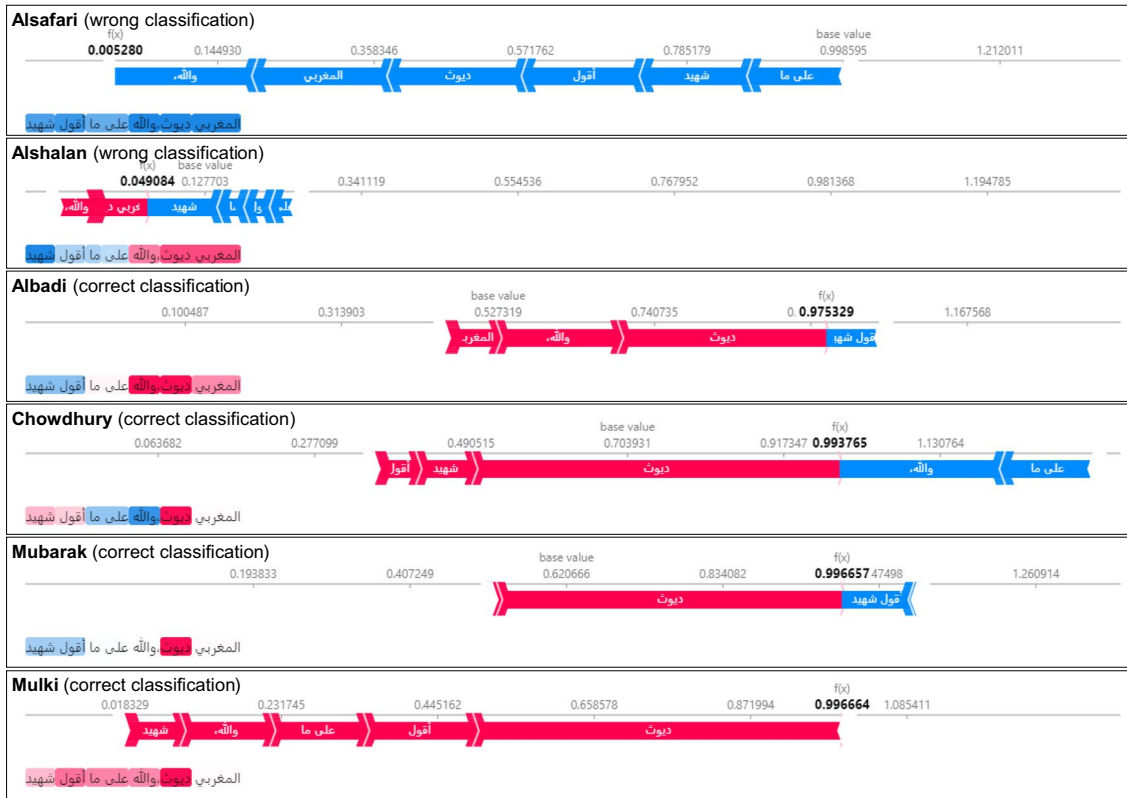 Alsafari (wrong classification)
f(x) base value
0.005280 0.144930 0.358346 0.571762 0.785179 0.998595 1.212011
والله، المغربي ديوث أقول شهيد على ما
المغربي ديوث،والله على ما أقول شهيد
Alshalan (wrong classification)
f(x) base value
0.049084 0.127703 0.341119 0.554536 0.767952 0.981368 1.194785
والله، غربي د شهيد ما وا علی
المغربي ديوث،والله على ما أقول شهيد
Albadi (correct classification)
base value f(x)
0.100487 0.313903 0.527319 0.740735 0. 0.975329 1.167568
المغرب والله، ديوث قول شهي
المغربي ديوث،والله على ما أقول شهيد
Chowdhury (correct classification)
base value f(x)
0.063682 0.277099 0.490515 0.703931 0.917347 0.993765 1.130764
أقول شهيد ديوث والله، على ما
المغربي ديوث،والله على ما أقول شهيد
Mubarak (correct classification)
base value f(x)
0.193833 0.407249 0.620666 0.834082 0.996657 47498 1.260914
ديوث أقول شهيد
المغربي ديوث،والله على ما أقول شهيد
Mulki (correct classification)
f(x)
0.018329 0.231745 0.445162 0.658578 0.871994 0.996664 1.085411
شهيد والله، على ما أقول ديوث
المغربي ديوث،والله على ما أقول شهيد